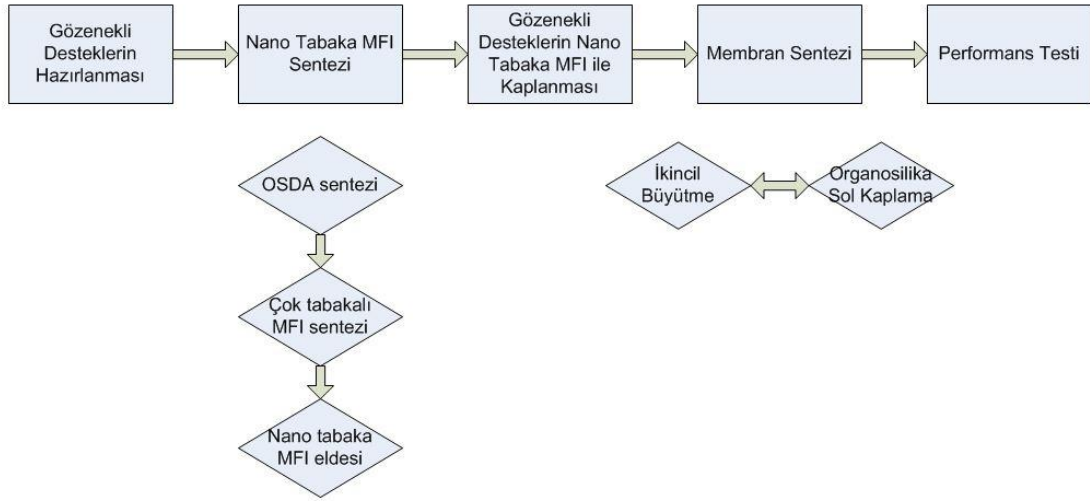 Gözenekli
Desteklerin
Hazırlanması
Nano Tabaka MFI
Sentezi
Gözenekli
Desteklerin Nano
Tabaka MFI ile
Kaplanması
Membran Sentezi
Performans Testi
OSDA sentezi
Çok tabakalı
MFI sentezi
Nano tabaka
MFI eldesi
İkincil
Büyütme
Organosilika
Sol Kaplama